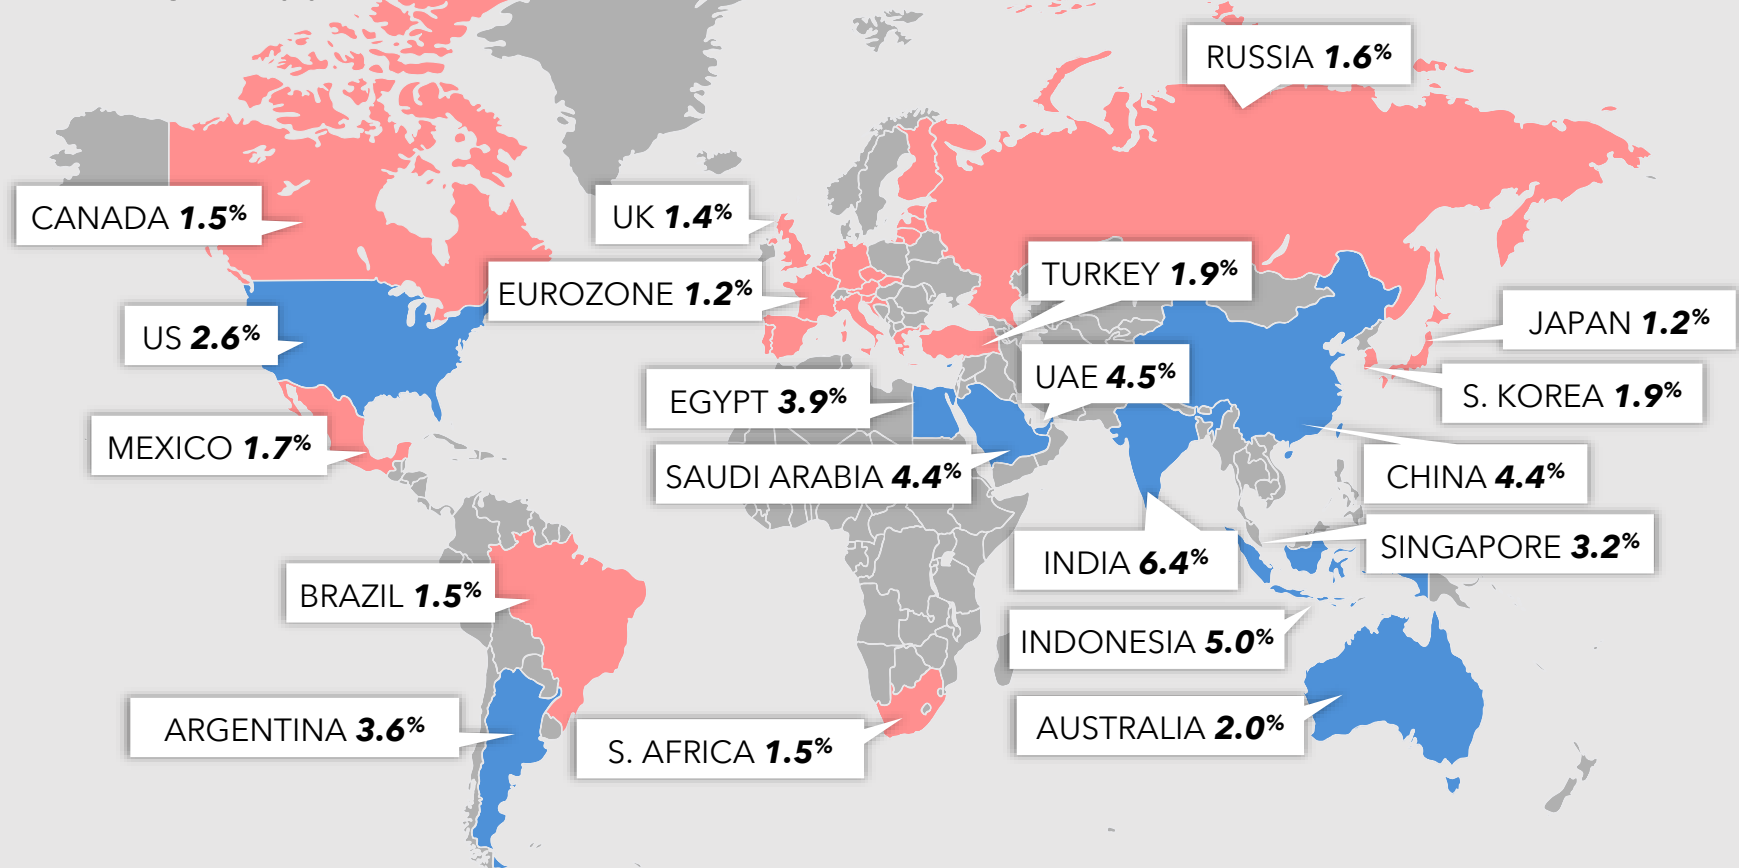 RUSSIA 1.6%
CANADA 1.5%
UK 1.4%
TURKEY 1.9%
EUROZONE 1.2%
JAPAN 1.2%
US 2.6%
UAE 4.5%
EGYPT 3.9%
S. KOREA 1.9%
MEXICO 1.7%
SAUDI ARABIA 4.4%
CHINA 4.4%
SINGAPORE 3.2%
INDIA 6.4%
BRAZIL 1.5%
INDONESIA 5.0%
ARGENTINA 3.6%
AUSTRALIA 2.0%
S. AFRICA 1.5%